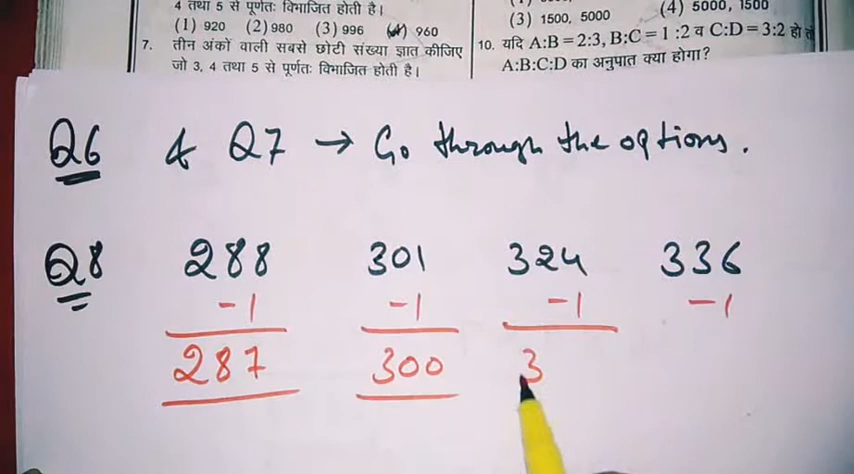 4 तथा 5 से पूर्णतः विभाजित होती है।
(1) 920 (2) 980 (3) 996 (4) 960
7. तीन अंकों वाली सबसे छोटी संख्या ज्ञात कीजिए
जो 3, 4 तथा 5 से पूर्णतः विभाजित होती है।
(3) 1500, 5000 (4) 5000, 1500
10. यदि A:B = 2:3, B:C = 1 : 2 व C:D = 3:2 हो
A:B:C:D का अनुपात क्या होगा?
Q6 & Q7 → Go through the options.
Q8 288 301 324 336
-1 -1 -1 -1
287 300 3